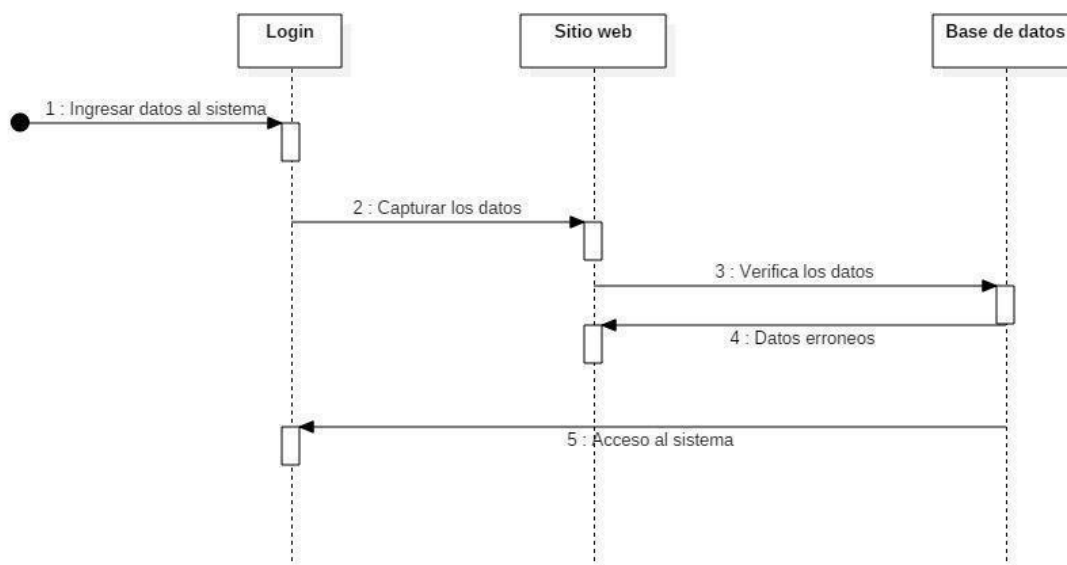 Login
Sitio web
Base de datos
1 : Ingresar datos al sistema
2 : Capturar los datos
3 : Verifica los datos
4 : Datos erroneos
5 : Acceso al sistema